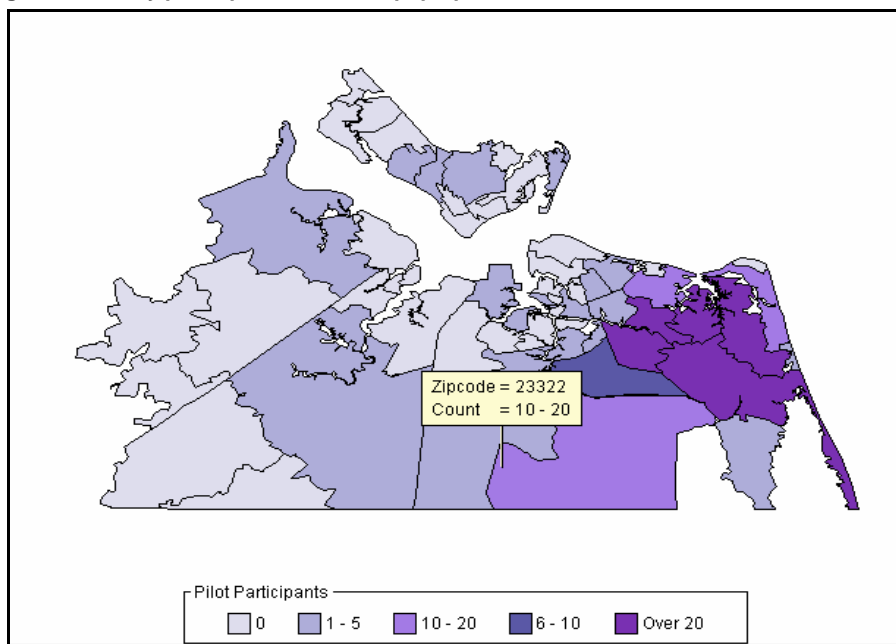 Zipcode = 23322
Count = 10 - 20
Pilot Participants
0 1 - 5 10 - 20 6 - 10 Over 20